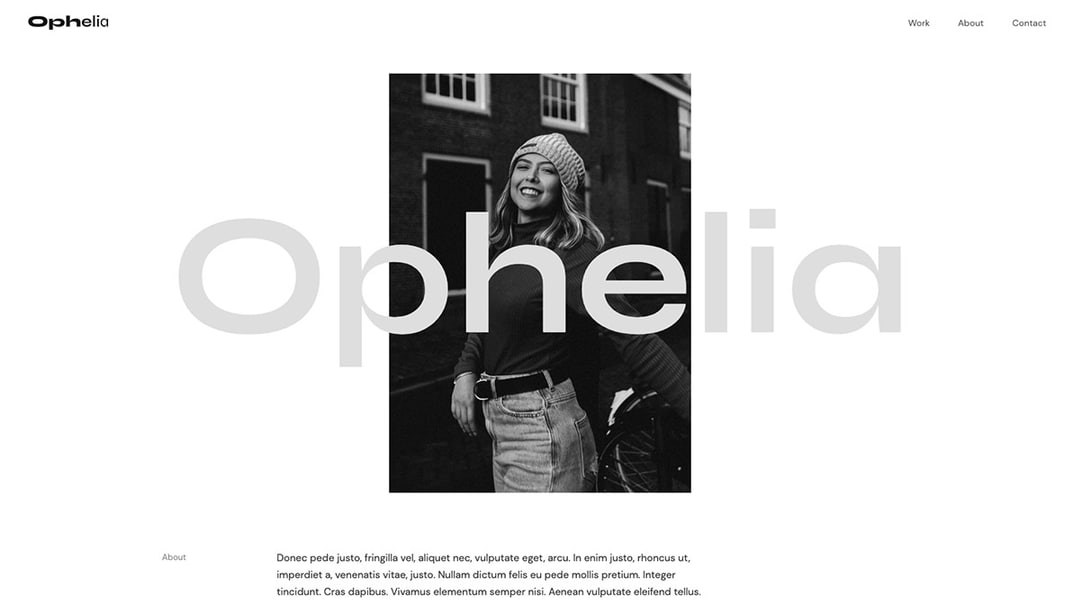 Ophelia
Work About Contact
Ophelia
About
Donec pede justo, fringilla vel, aliquet nec, vulputate eget, arcu. In enim justo, rhoncus ut,
imperdiet a, venenatis vitae, justo. Nullam dictum felis eu pede mollis pretium. Integer
tincidunt. Cras dapibus. Vivamus elementum semper nisi. Aenean vulputate eleifend tellus.